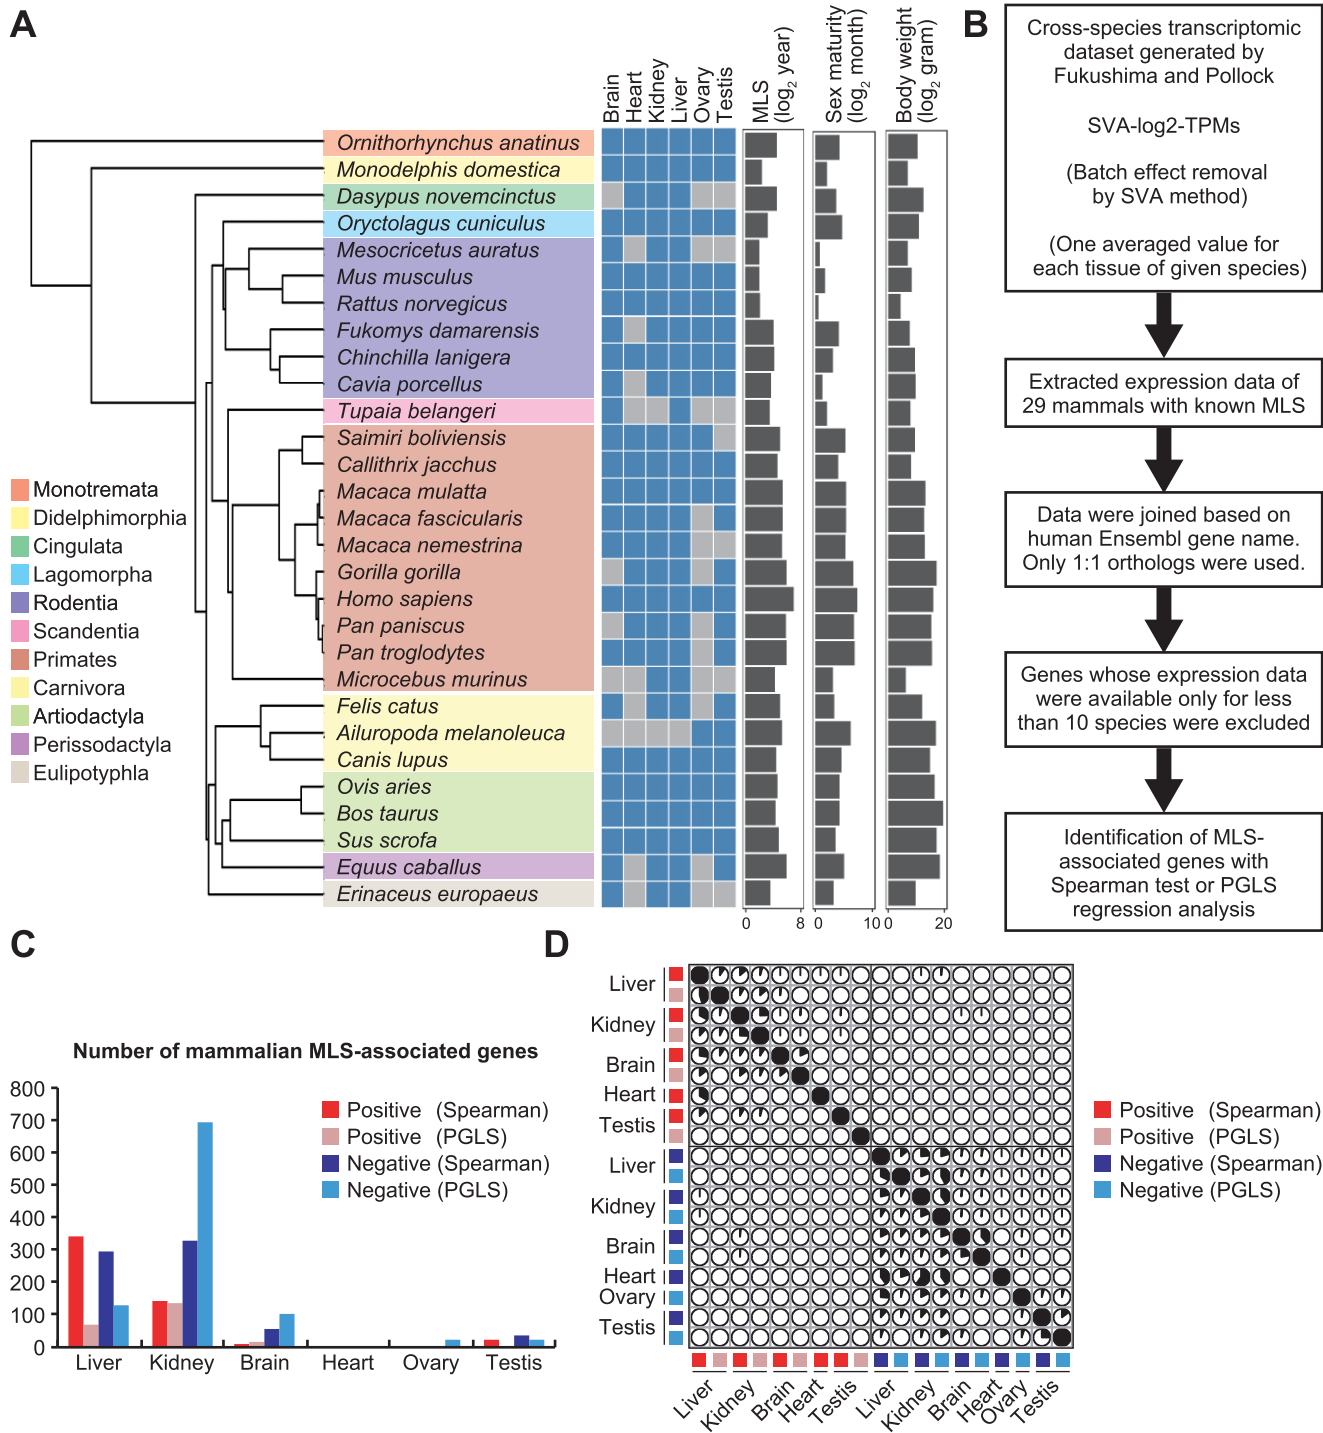 A
Brain
Heart
Kidney
Liver
Ovary
Testis
MLS
(log2 year)
Sex maturity
(log2 month)
Body weight
(log2 gram)
Ornithorhynchus anatinus
Monodelphis domestica
Dasypus novemcinctus
Oryctolagus cuniculus
Mesocricetus auratus
Mus musculus
Rattus norvegicus
Fukomys damarensis
Chinchilla lanigera
Cavia porcellus
Tupaia belangeri
Saimiri boliviensis
Callithrix jacchus
Macaca mulatta
Macaca fascicularis
Macaca nemestrina
Gorilla gorilla
Homo sapiens
Pan paniscus
Pan troglodytes
Microcebus murinus
Felis catus
Ailuropoda melanoleuca
Canis lupus
Ovis aries
Bos taurus
Sus scrofa
Equus caballus
Erinaceus europaeus
0 8 0 10 0 20
Monotremata
Didelphimorphia
Cingulata
Lagomorpha
Rodentia
Scandentia
Primates
Carnivora
Artiodactyla
Perissodactyla
Eulipotyphla
B
Cross-species transcriptomic
dataset generated by
Fukushima and Pollock
SVA-log2-TPMs
(Batch effect removal
by SVA method)
(One averaged value for
each tissue of given species)
Extracted expression data of
29 mammals with known MLS
Data were joined based on
human Ensembl gene name.
Only 1:1 orthologs were used.
Genes whose expression data
were available only for less
than 10 species were excluded
Identification of MLS-
associated genes with
Spearman test or PGLS
regression analysis
C
Number of mammalian MLS-associated genes
800
700
600
500
400
300
200
100
0
Positive (Spearman)
Positive (PGLS)
Negative (Spearman)
Negative (PGLS)
Liver Kidney Brain Heart Ovary Testis
D
Liver
Kidney
Brain
Heart
Testis
Liver
Kidney
Brain
Heart
Ovary
Testis
Liver
Kidney
Brain
Heart
Testis
Liver
Kidney
Brain
Heart
Ovary
Testis
Positive (Spearman)
Positive (PGLS)
Negative (Spearman)
Negative (PGLS)